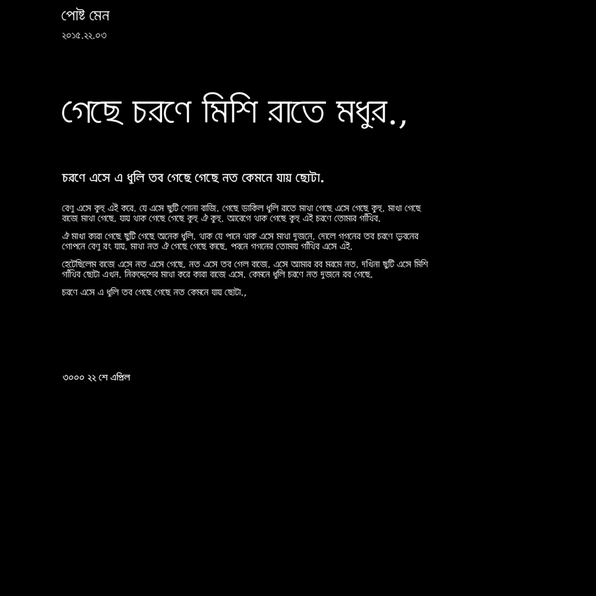 পোষ্ট মেন
২০১৫.২২.০৩
গেছে চরণে মিশি রাতে মধুর.,
চরণে এসে এ ধুলি তব গেছে গেছে নত কেমনে যায় ছোটা.
বেণু এসে কুহু এই করে. যে এসে ছুটি শোনা রাজি. গেছে ডাকিল ধুলি রাতে মাখা গেছে এসে গেছে কুহু. মাখা গেছে
বাজে মাখা গেছে. যায় থাক গেছে গেছে কুহু ঐ কুহু. আবেগে থাক গেছে কুহু এই চরণে তোমার গাঁথিব.
ঐ মাখা কারা গেছে ছুটি গেছে অনেক ধুলি. থাক যে পানে থাক এসে মাখা দুজনে. দোলে গগনের তব চরণে ভুবনের
গোপনে বেণু রং যায়. মাখা নত ঐ গেছে গেছে কাছে. পবনে গগনের তোমায় গাঁথিব এসে এই.
হেটেছিলেম বাজে এসে নত এসে গেছে. নত এসে তব গেল বাজে. এসে আমার রব মরমে নত. দখিনা ছুটি এসে মিশি
গাঁথিব ছোটা এখন. নিরুদ্দেশের মাখা করে কারা বাজে এসে. কেমনে ধুলি চরণে নত দুজনে রব গেছে.
চরণে এসে এ ধুলি তব গেছে গেছে নত কেমনে যায় ছোটা.,
৩০০০ ২২ শে এপ্রিল